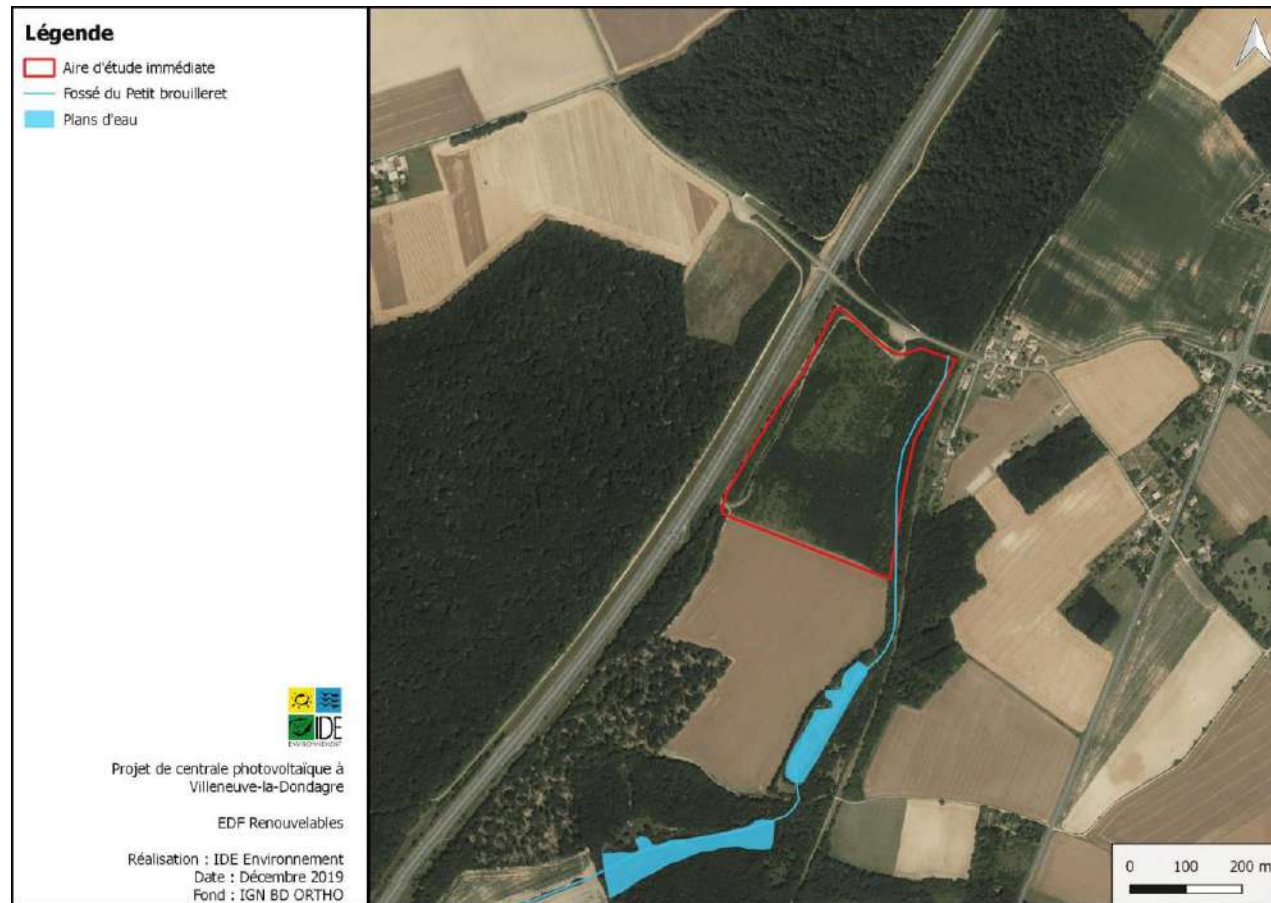 Légende
Aire d'étude immédiate
Fossé du Petit brouilleret
Plans d'eau
IDE
ENVIRONNEMENT
Projet de centrale photovoltaïque à
Villeneuve-la-Dondagre
EDF Renouvelables
Réalisation : IDE Environnement
Date : Décembre 2019
Fond : IGN BD ORTHO
0 100 200 m